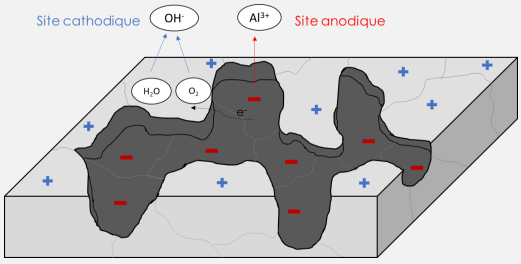 Site cathodique
OH-
Al³⁺
Site anodique
H₂O
O₂
e-
+
+
+
+
+
+
+
+
+
-
-
-
-
-
-
-
-